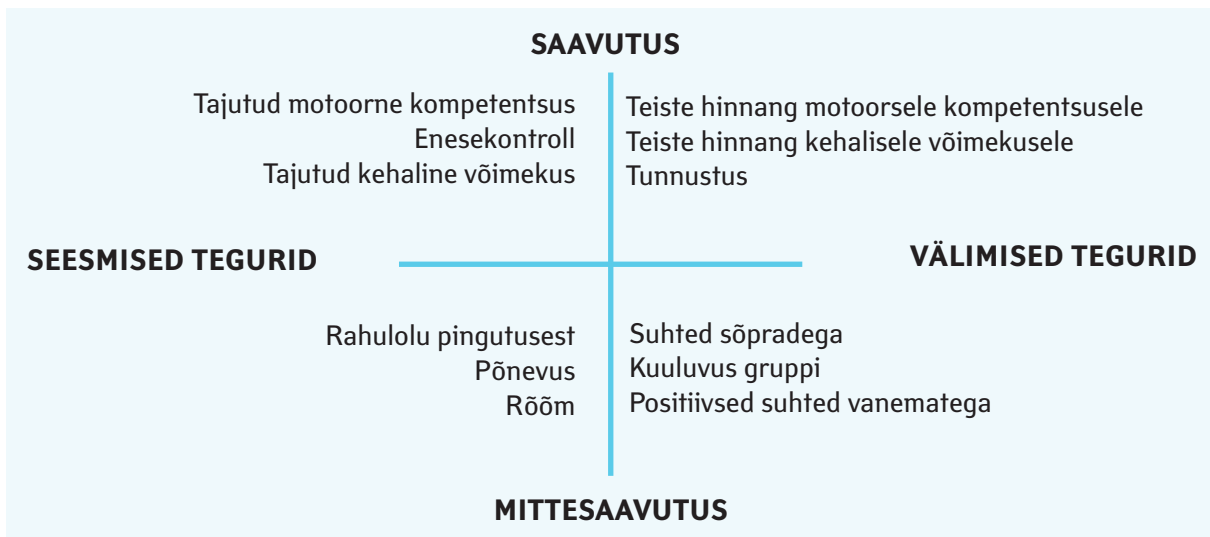 SAAVUTUS
Tajutud motoorne kompetentsus
Enesekontroll
Tajutud kehaline võimekus
Teiste hinnang motoorsele kompetentsusele
Teiste hinnang kehalisele võimekusele
Tunnustus
SEESMISED TEGURID
VÄLIMISED TEGURID
Rahulolu pingutusest
Põnevus
Rõõm
Suhted sõpradega
Kuuluvus gruppi
Positiivsed suhted vanematega
MITTESAAVUTUS